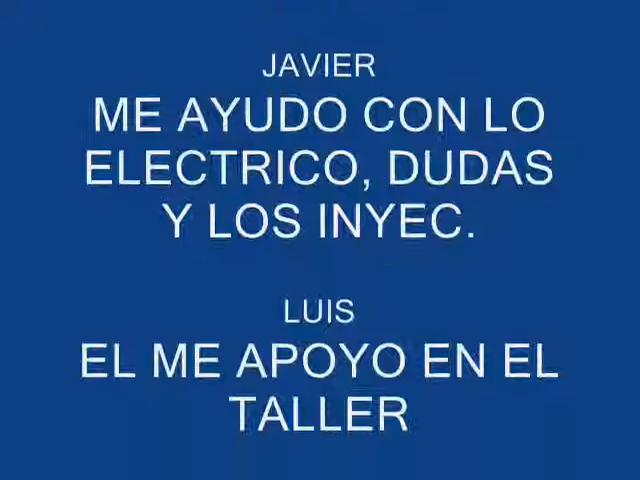 JAVIER
ME AYUDO CON LO
ELECTRICO, DUDAS
Y LOS INYEC.
LUIS
EL ME APOYO EN EL
TALLER